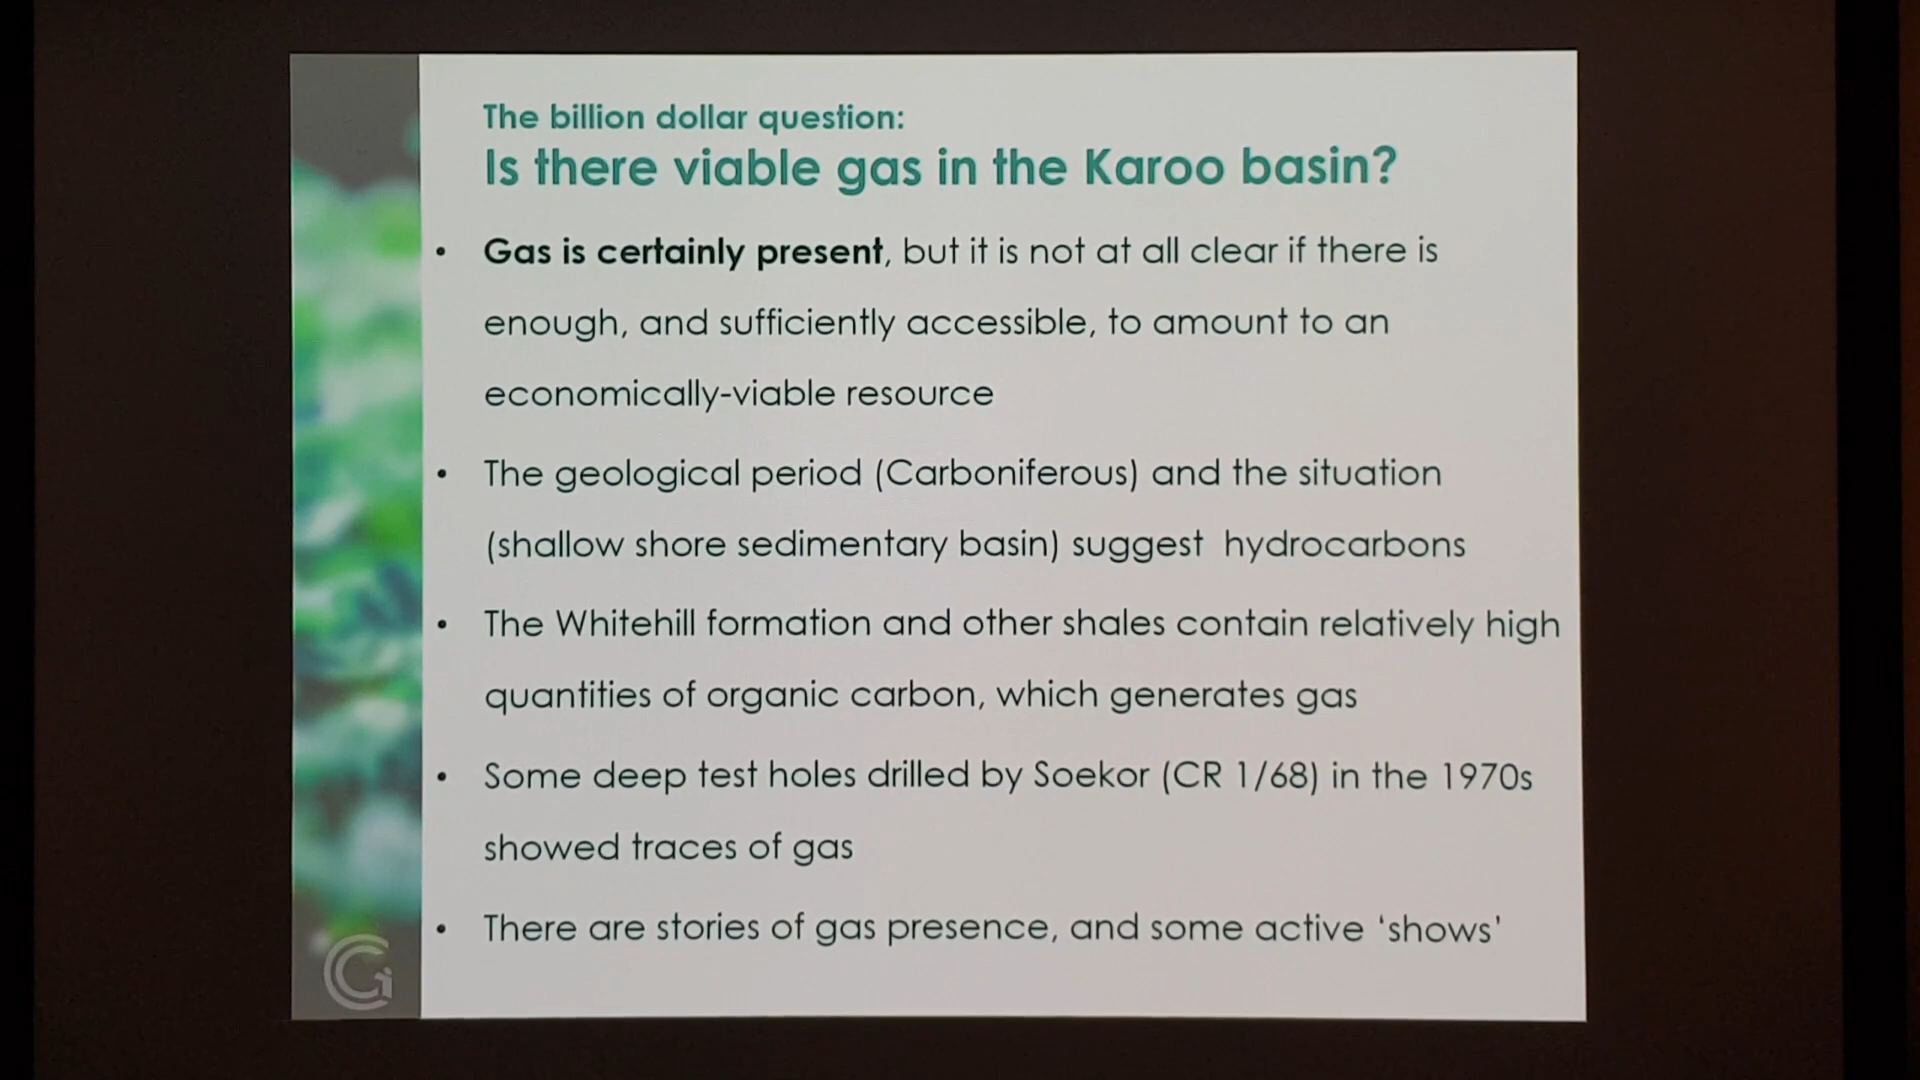 The billion dollar question:
Is there viable gas in the Karoo basin?
• Gas is certainly present, but it is not at all clear if there is
enough, and sufficiently accessible, to amount to an
economically-viable resource
• The geological period (Carboniferous) and the situation
(shallow shore sedimentary basin) suggest hydrocarbons
• The Whitehill formation and other shales contain relatively high
quantities of organic carbon, which generates gas
• Some deep test holes drilled by Soekor (CR 1/68) in the 1970s
showed traces of gas
• There are stories of gas presence, and some active ‘shows’